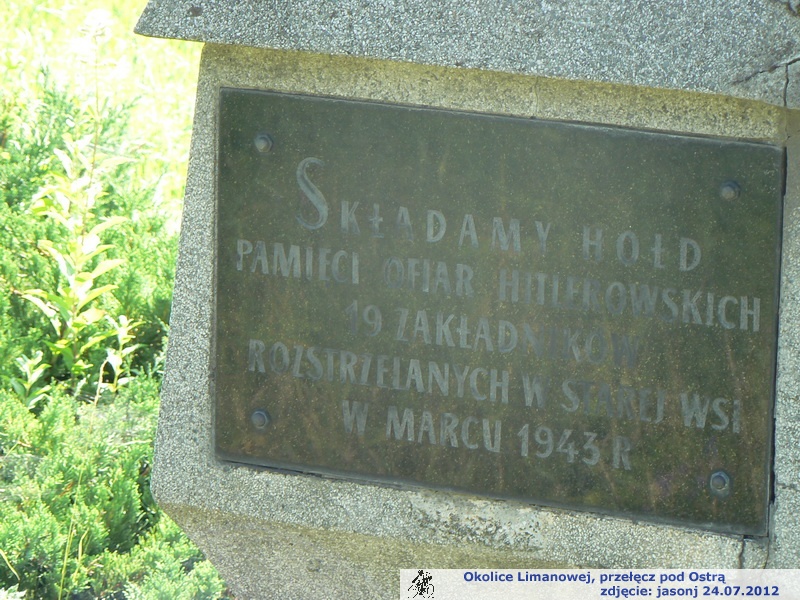 SKŁADAMY HOŁD
PAMIĘCI OFIAR HITLEROWSKICH
19 ZAKŁADNIKÓW
ROZSTRZELANYCH W STAREJ WSI
W MARCU 1943 R
Okolice Limanowej, przełęcz pod Ostrą
zdjęcie: jasonj 24.07.2012